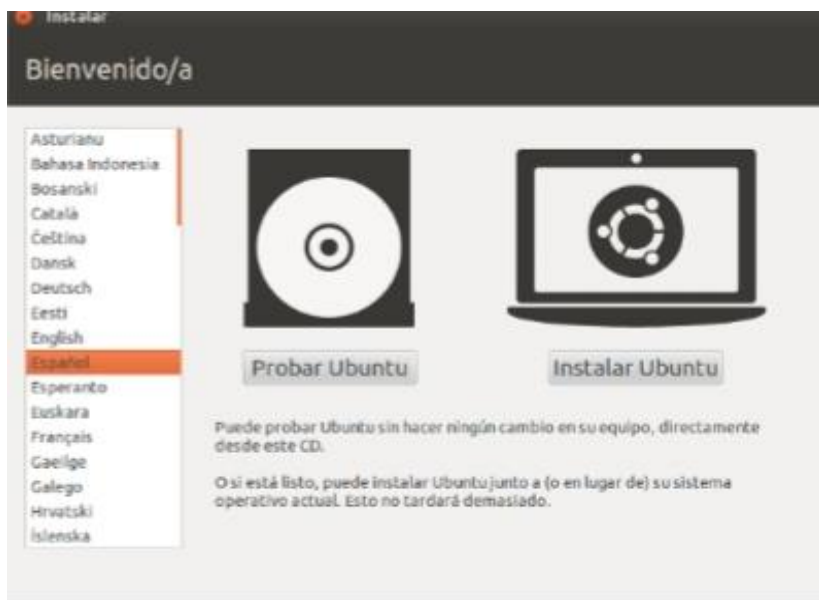 Instalar
Bienvenido/a
Asturianu
Bahasa Indonesia
Bosanski
Català
Čeština
Dansk
Deutsch
Eesti
English
Español
Esperanto
Euskara
Français
Gaeilge
Galego
Hrvatski
Íslenska
Probar Ubuntu
Instalar Ubuntu
Puede probar Ubuntu sin hacer ningún cambio en su equipo, directamente
desde este CD.
O si está listo, puede instalar Ubuntu junto a (o en lugar de) su sistema
operativo actual. Esto no tardará demasiado.